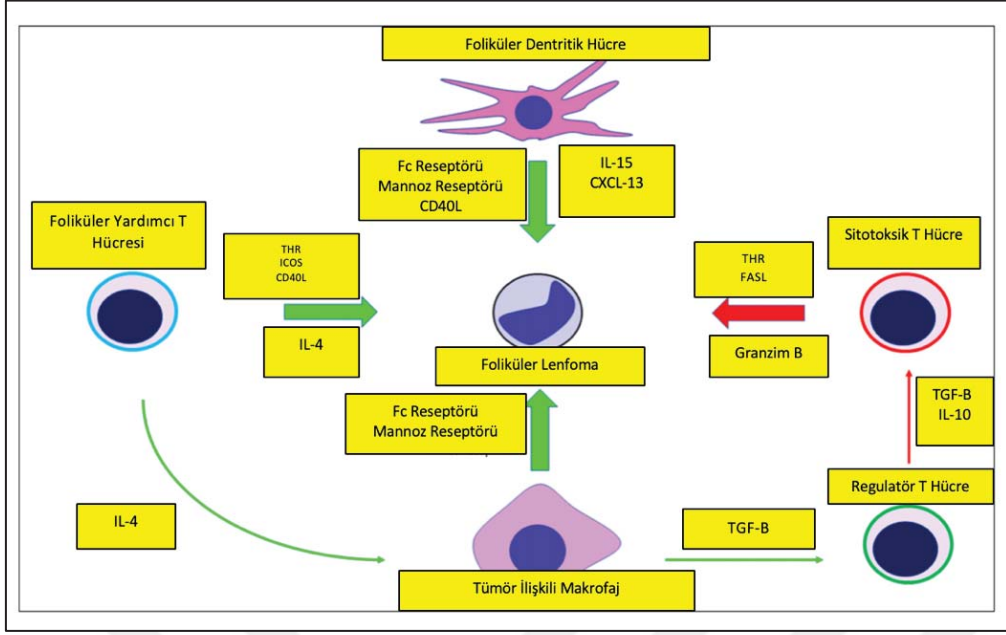 Foliküler Dentritik Hücre
Fc Reseptörü
Mannoz Reseptörü
CD40L
IL-15
CXCL-13
Foliküler Yardımcı T
Hücresi
THR
ICOS
CD40L
IL-4
Sitotoksik T Hücre
THR
FASL
Granzim B
Foliküler Lenfoma
Fc Reseptörü
Mannoz Reseptörü
TGF-B
IL-10
IL-4
TGF-B
Regulatör T Hücre
Tümör İlişkili Makrofaj